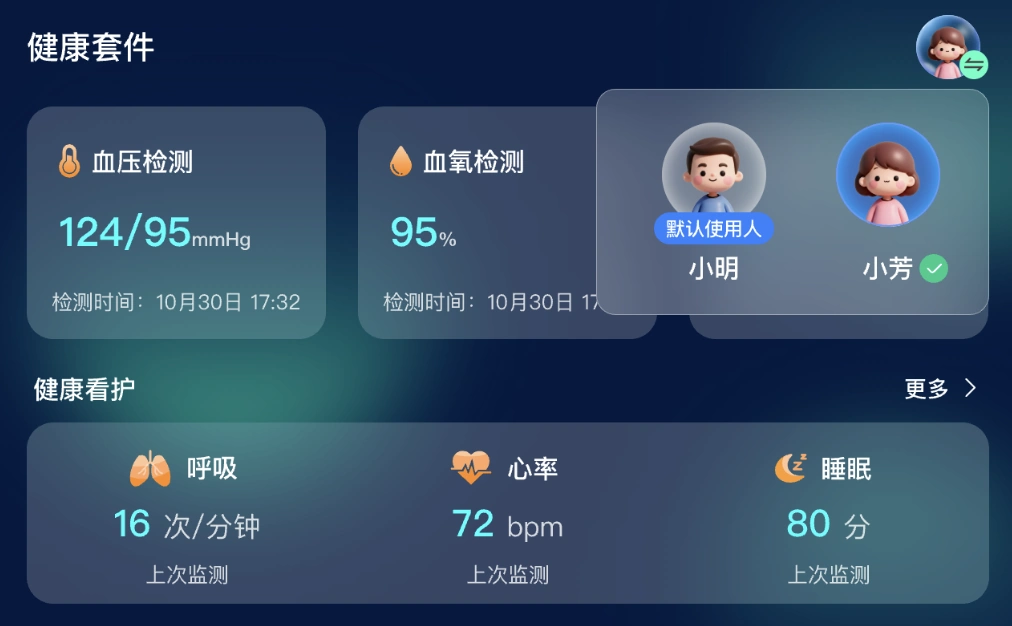 健康套件
血压检测
124/95mmHg
检测时间：10月30日 17:32
血氧检测
95%
检测时间：10月30日 17
默认使用人
小明
小芳
健康看护
更多
呼吸
16 次/分钟
上次监测
心率
72 bpm
上次监测
睡眠
80 分
上次监测